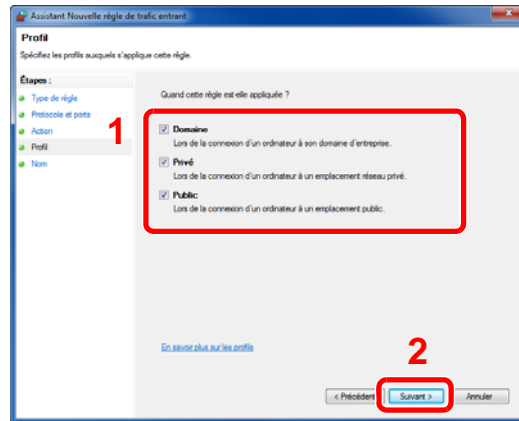 Assistant Nouvelle règle de trafic entrant
Profil
Spécifiez les profils auxquels s'applique cette règle.
Étapes :
Type de règle
Protocole et ports
Action
Profil
Nom
Quand cette règle est elle appliquée ?
1
Domaine
Lors de la connexion d'un ordinateur à son domaine d'entreprise.
Privé
Lors de la connexion d'un ordinateur à un emplacement réseau privé.
Public
Lors de la connexion d'un ordinateur à un emplacement public.
En savoir plus sur les profils
2
< Précédent
Suivant >
Annuler